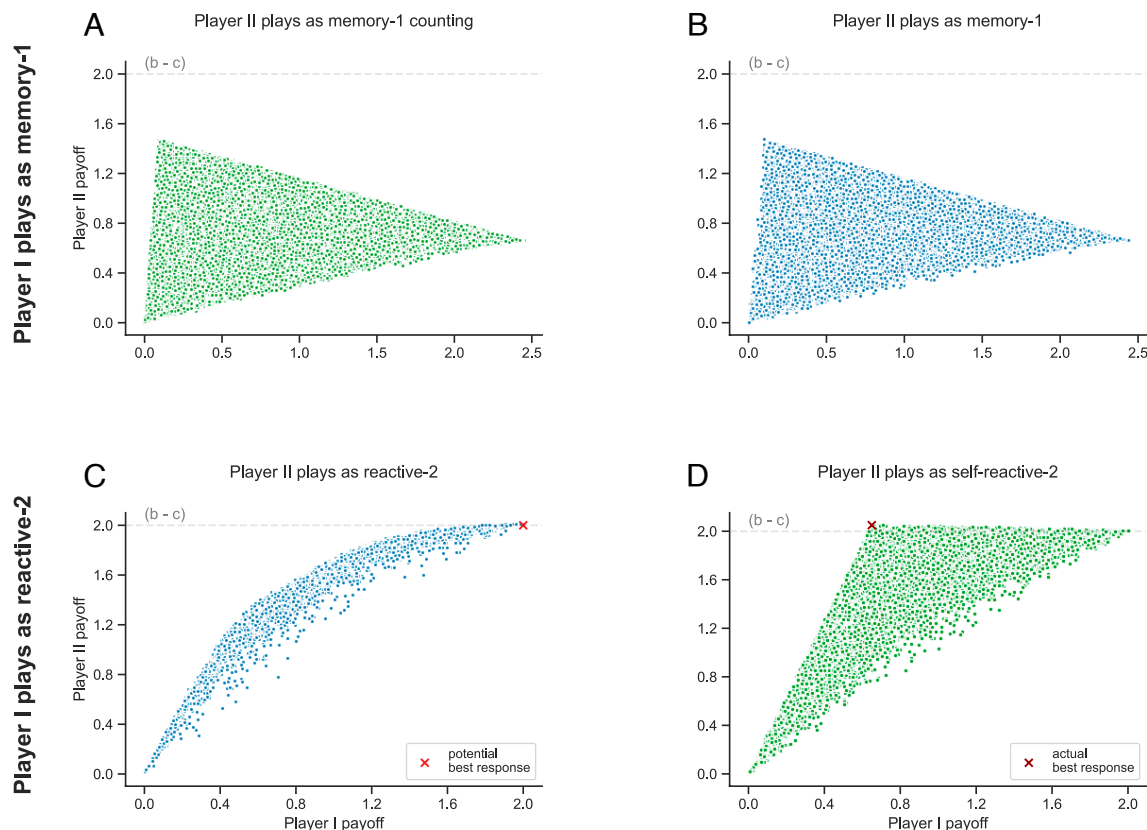 A
Player II plays as memory-1 counting
Player I plays as memory-1
Player II payoff
(b - c)
2.0
1.6
1.2
0.8
0.4
0.0
0.0
0.5
1.0
1.5
2.0
2.5
B
Player II plays as memory-1
(b - c)
2.0
1.6
1.2
0.8
0.4
0.0
0.0
0.5
1.0
1.5
2.0
2.5
C
Player II plays as reactive-2
Player I plays as reactive-2
Player II payoff
(b - c)
2.0
1.6
1.2
0.8
0.4
0.0
potential
best response
0.0
0.4
0.8
1.2
1.6
2.0
Player I payoff
D
Player II plays as self-reactive-2
(b - c)
2.0
1.6
1.2
0.8
0.4
0.0
actual
best response
0.0
0.4
0.8
1.2
1.6
2.0
Player I payoff